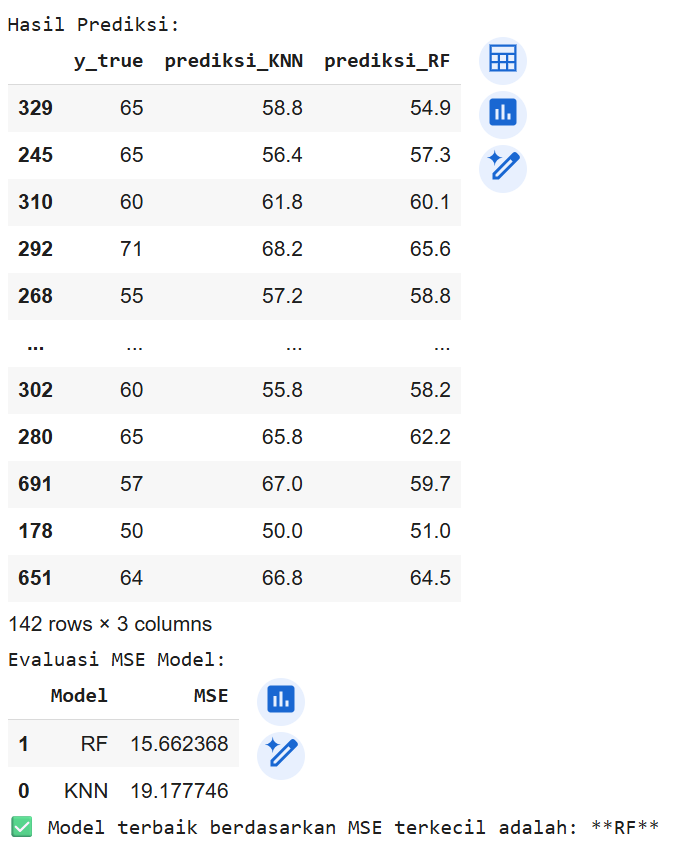 Hasil Prediksi:
y_true prediksi_KNN prediksi_RF
329 65 58.8 54.9
245 65 56.4 57.3
310 60 61.8 60.1
292 71 68.2 65.6
268 55 57.2 58.8
... ... ... ...
302 60 55.8 58.2
280 65 65.8 62.2
691 57 67.0 59.7
178 50 50.0 51.0
651 64 66.8 64.5
142 rows × 3 columns
Evaluasi MSE Model:
Model MSE
1 RF 15.662368
0 KNN 19.177746
✅ Model terbaik berdasarkan MSE terkecil adalah: **RF**